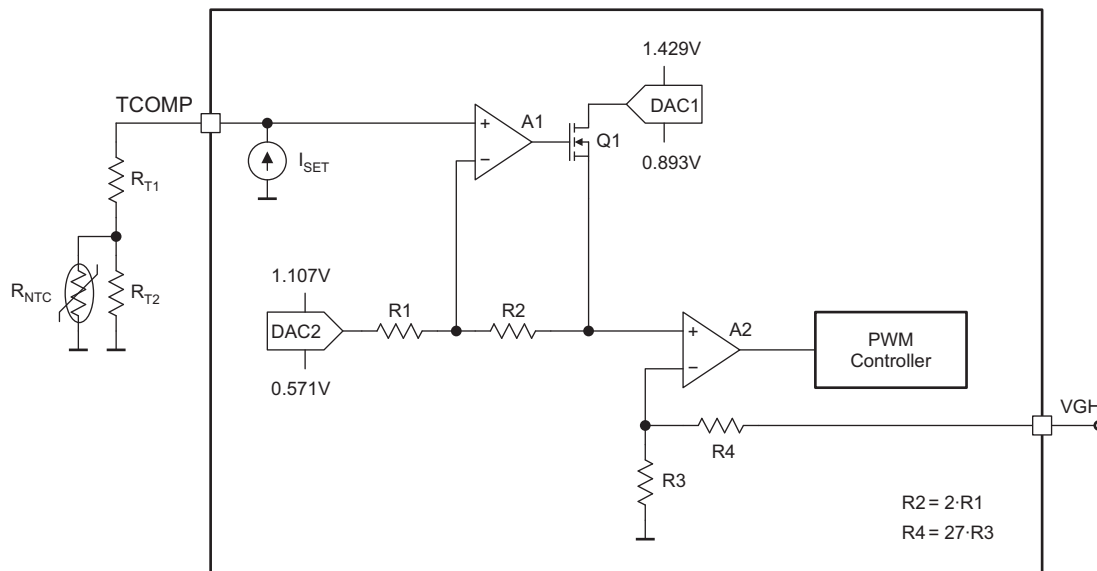 1.429V
TCOMP
DAC1
A1
Q1
0.893V
I_SET
R_T1
R_NTC
R_T2
1.107V
R1
R2
DAC2
0.571V
A2
PWM
Controller
VGH
R4
R3
R2 = 2·R1
R4 = 27·R3
+
−
+
−